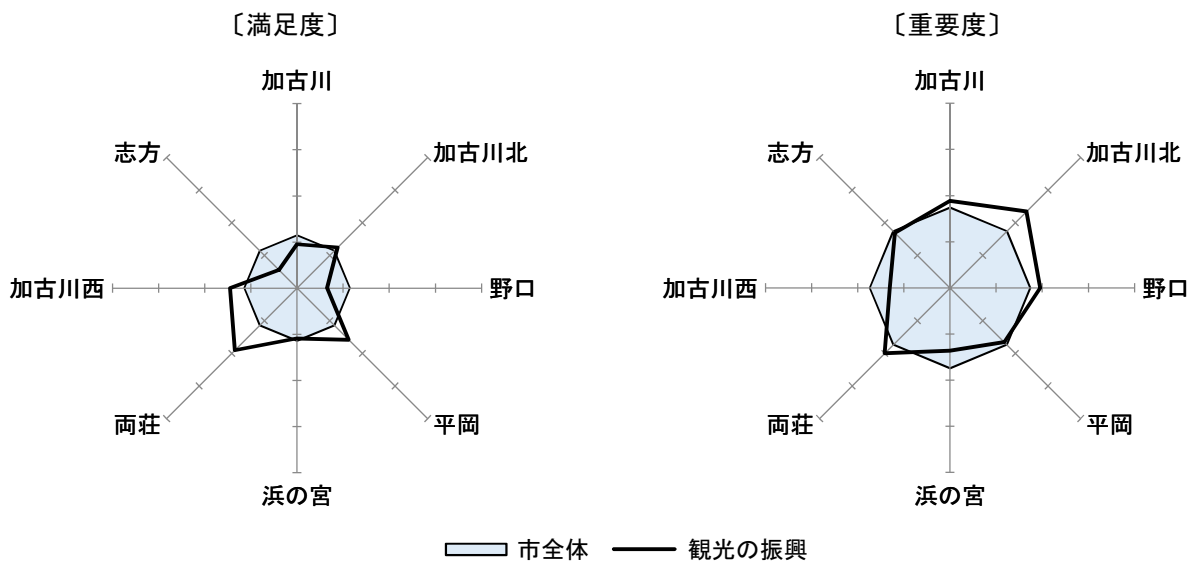 〔満足度〕
加古川
加古川北
野口
平岡
浜の宮
両荘
加古川西
志方
〔重要度〕
加古川
加古川北
野口
平岡
浜の宮
両荘
加古川西
志方
市全体 観光の振興